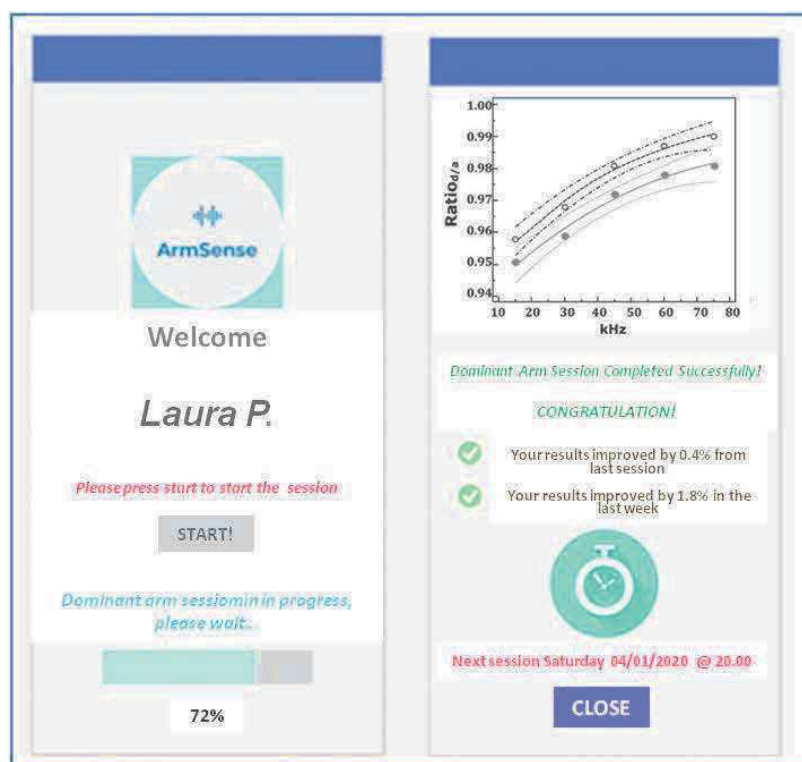 ArmSense
Welcome
Laura P.
Please press start to start the session
START!
Dominant arm sessiomin in progress,
please wait..
72%
1.00
0.99
0.98
0.97
0.96
0.95
0.94
Ratiod/a
10 20 30 40 50 60 70 80
kHz
Dominant Arm Session Completed Successfully!
CONGRATULATION!
Your results improved by 0.4% from
last session
Your results improved by 1.8% in the
last week
Next session Saturday 04/01/2020 @ 20.00
CLOSE